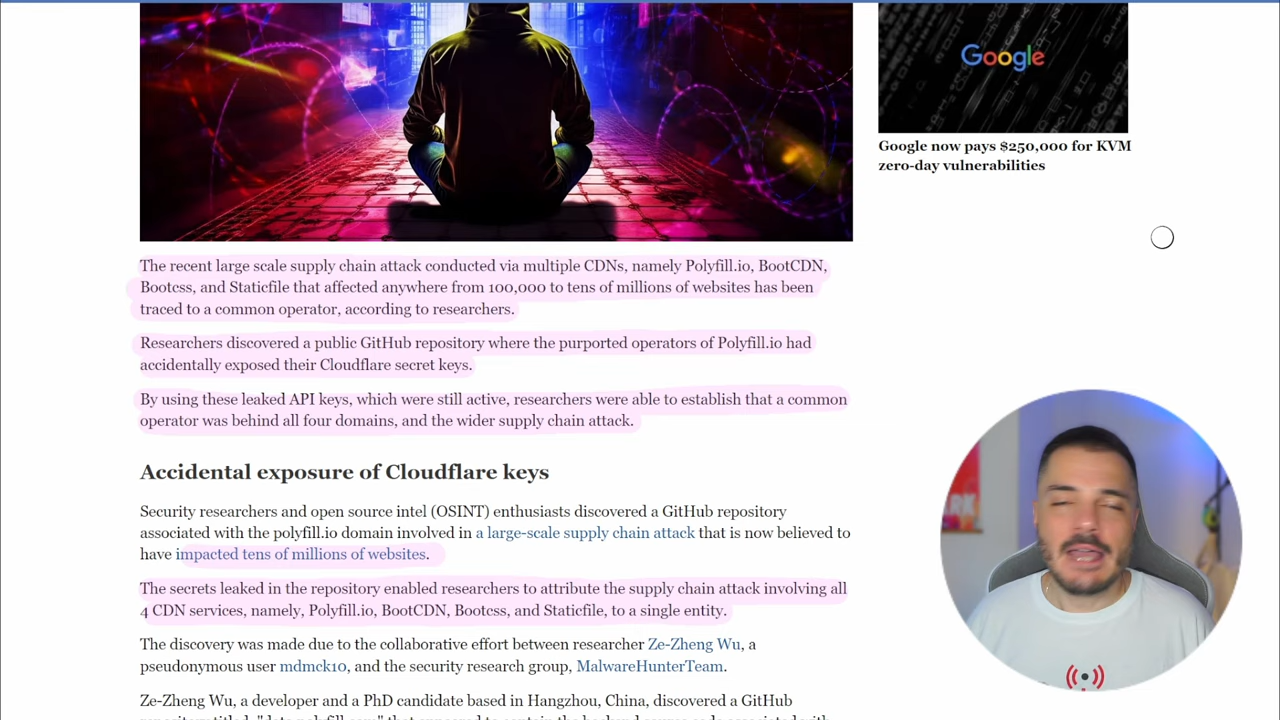 Google
Google now pays $250,000 for KVM
zero-day vulnerabilities
The recent large scale supply chain attack conducted via multiple CDNs, namely Polyfill.io, BootCDN,
Bootcss, and Staticfile that affected anywhere from 100,000 to tens of millions of websites has been
traced to a common operator, according to researchers.
Researchers discovered a public GitHub repository where the purported operators of Polyfill.io had
accidentally exposed their Cloudflare secret keys.
By using these leaked API keys, which were still active, researchers were able to establish that a common
operator was behind all four domains, and the wider supply chain attack.
Accidental exposure of Cloudflare keys
Security researchers and open source intel (OSINT) enthusiasts discovered a GitHub repository
associated with the polyfill.io domain involved in a large-scale supply chain attack that is now believed to
have impacted tens of millions of websites.
The secrets leaked in the repository enabled researchers to attribute the supply chain attack involving all
4 CDN services, namely, Polyfill.io, BootCDN, Bootcss, and Staticfile, to a single entity.
The discovery was made due to the collaborative effort between researcher Ze-Zheng Wu, a
pseudonymous user mdmck10, and the security research group, MalwareHunterTeam.
Ze-Zheng Wu, a developer and a PhD candidate based in Hangzhou, China, discovered a GitHub